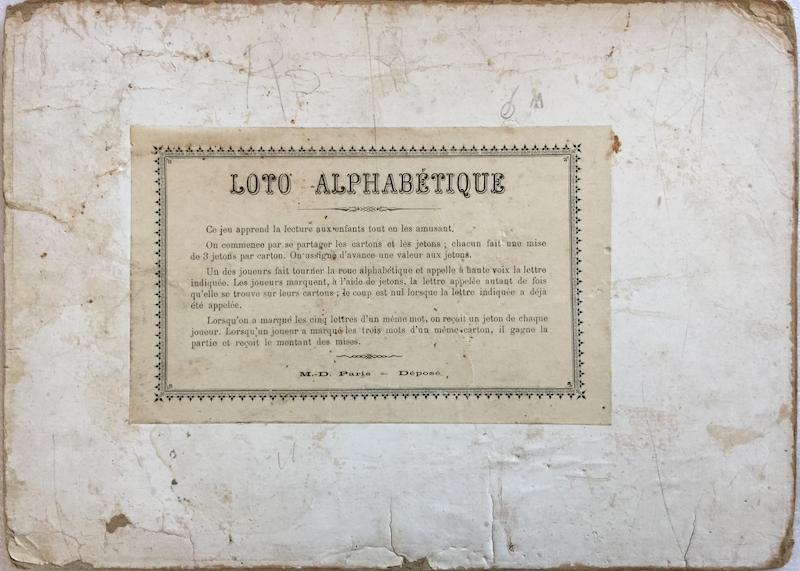 LOTO ALPHABÉTIQUE
Ce jeu apprend la lecture aux enfants tout en les amusant.
On commence par se partager les cartons et les jetons ; chacun fait une mise
de 3 jetons par carton. On assigne d'avance une valeur aux jetons.
Un des joueurs fait tourner la roue alphabétique et appelle à haute voix la lettre
indiquée. Les joueurs marquent, à l'aide de jetons, la lettre appelée autant de fois
qu'elle se trouve sur leurs cartons ; le coup est nul lorsque la lettre indiquée a déjà
été appelée.
Lorsqu'on a marqué les cinq lettres d'un même mot, on reçoit un jeton de chaque
joueur. Lorsqu'un joueur a marqué les trois mots d'un même carton, il gagne la
partie et reçoit le montant des mises.
M.-D. Paris — Déposé